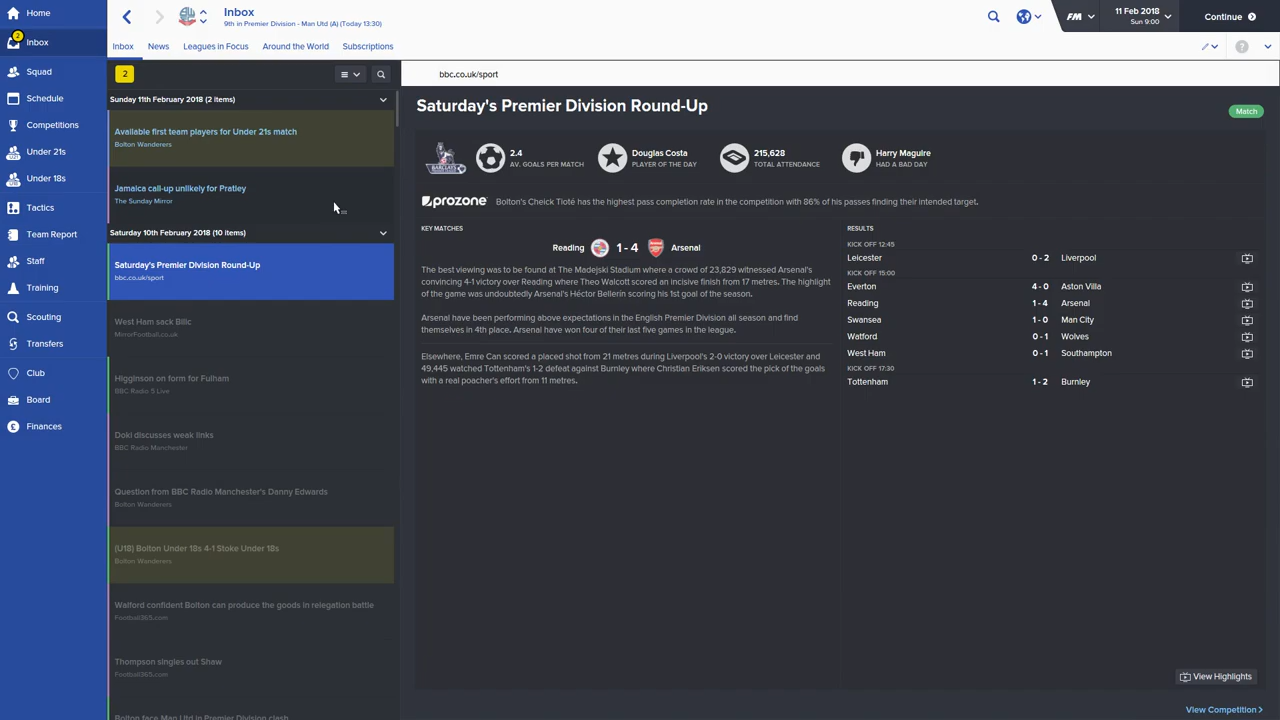 Home
2
Inbox
Squad
Schedule
Competitions
Under 21s
Under 18s
Tactics
Team Report
Staff
Training
Scouting
Transfers
Club
Board
Finances
Inbox
9th in Premier Division - Man Utd (A) (Today 13:30)
FM
11 Feb 2018
Sun 9:00
Continue
Inbox
News
Leagues in Focus
Around the World
Subscriptions
?
2
Sunday 11th February 2018 (2 items)
Available first team players for Under 21s match
Bolton Wanderers
Jamaica call-up unlikely for Pratley
The Sunday Mirror
Saturday 10th February 2018 (10 items)
Saturday's Premier Division Round-Up
bbc.co.uk/sport
West Ham sack Bilic
MirrorFootball.co.uk
Higginson on form for Fulham
BBC Radio 5 Live
Doki discusses weak links
BBC Radio Manchester
Question from BBC Radio Manchester's Danny Edwards
Bolton Wanderers
(U18) Bolton Under 18s 4-1 Stoke Under 18s
Bolton Wanderers
Walford confident Bolton can produce the goods in relegation battle
Football365.com
Thompson singles out Shaw
Football365.com
Bolton face Man Utd in Premier Division clash
bbc.co.uk/sport
Saturday's Premier Division Round-Up
Match
2.4
AV. GOALS PER MATCH
Douglas Costa
PLAYER OF THE DAY
215,628
TOTAL ATTENDANCE
Harry Maguire
HAD A BAD DAY
prozone
Bolton's Cheick Tioté has the highest pass completion rate in the competition with 86% of his passes finding their intended target.
KEY MATCHES
Reading 1 - 4 Arsenal
The best viewing was to be found at The Madejski Stadium where a crowd of 23,829 witnessed Arsenal's
convincing 4-1 victory over Reading where Theo Walcott scored an incisive finish from 17 metres. The highlight
of the game was undoubtedly Arsenal's Héctor Bellerín scoring his 1st goal of the season.
Arsenal have been performing above expectations in the English Premier Division all season and find
themselves in 4th place. Arsenal have won four of their last five games in the league.
Elsewhere, Emre Can scored a placed shot from 21 metres during Liverpool's 2-0 victory over Leicester and
49,445 watched Tottenham's 1-2 defeat against Burnley where Christian Eriksen scored the pick of the goals
with a real poacher's effort from 11 metres.
RESULTS
KICK OFF 12:45
Leicester 0 - 2 Liverpool
KICK OFF 15:00
Everton 4 - 0 Aston Villa
Reading 1 - 4 Arsenal
Swansea 1 - 0 Man City
Watford 0 - 1 Wolves
West Ham 0 - 1 Southampton
KICK OFF 17:30
Tottenham 1 - 2 Burnley
View Highlights
View Competition >